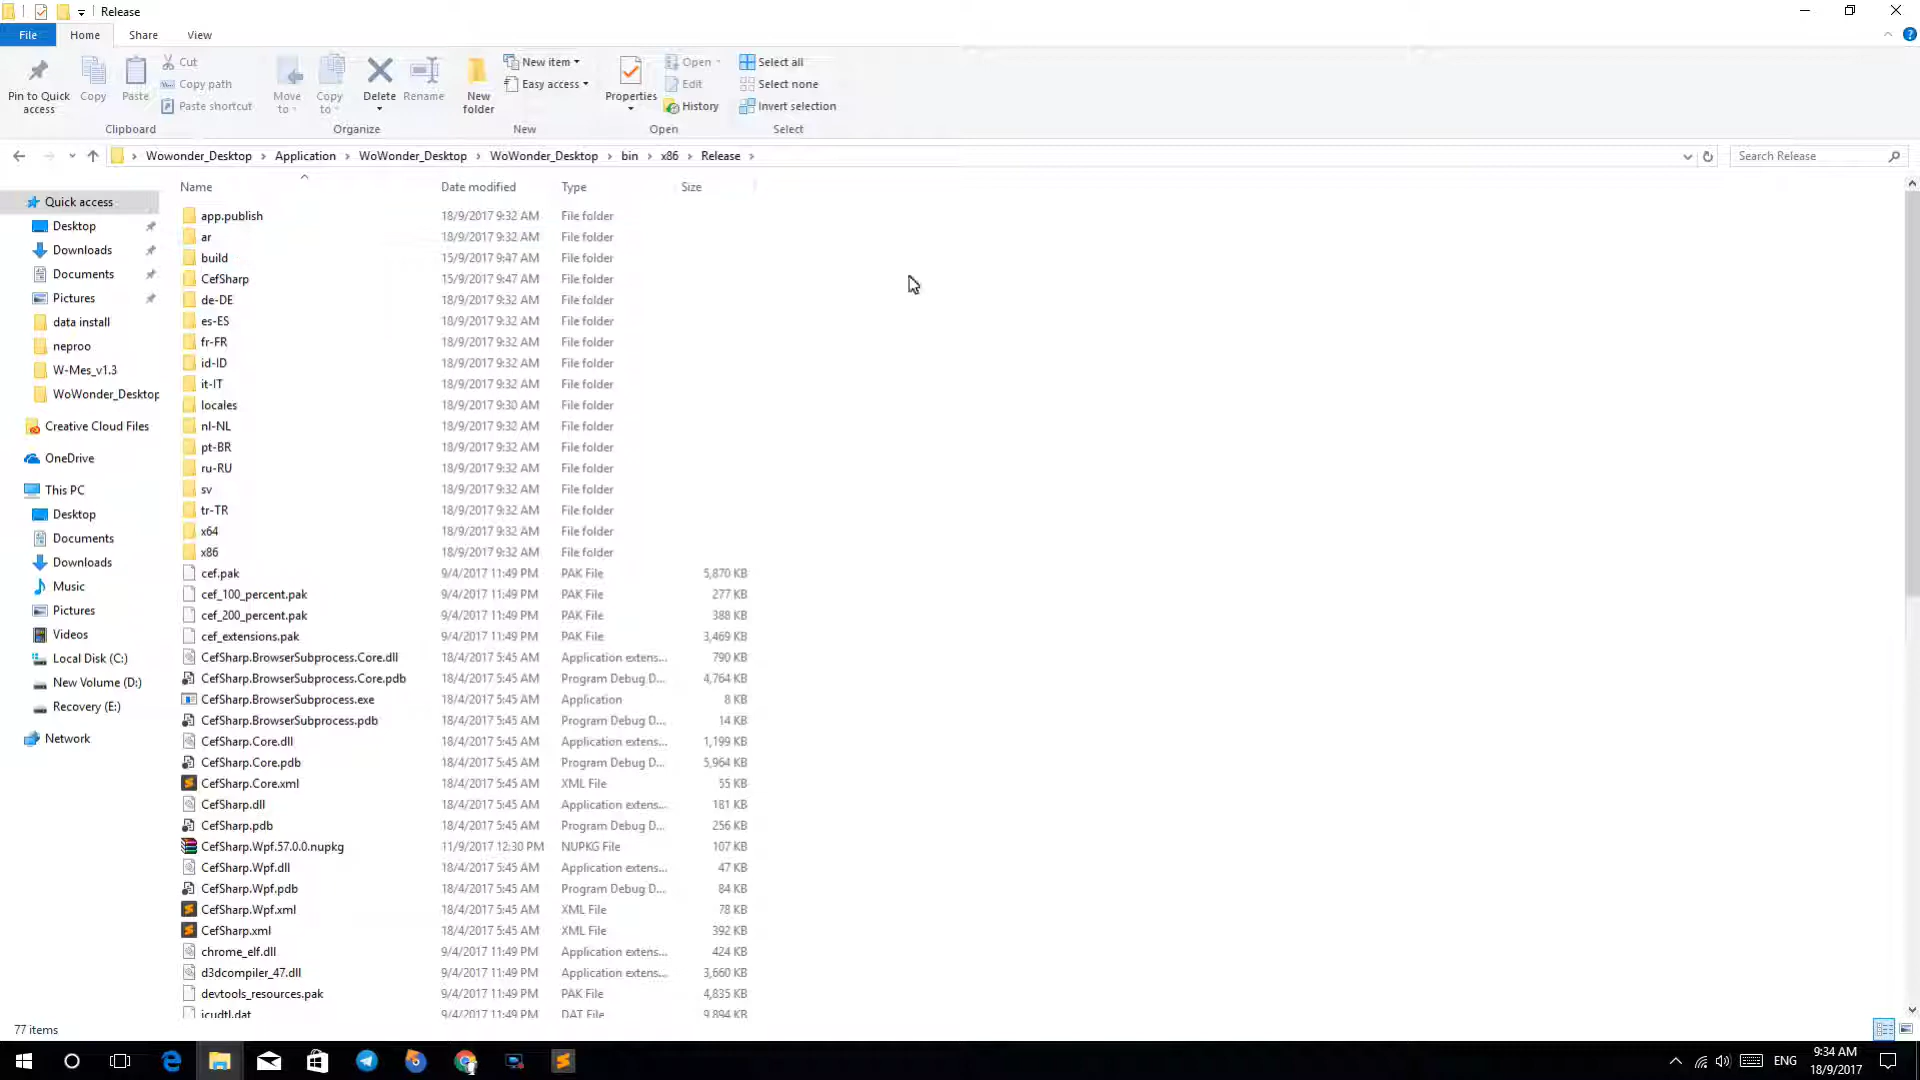 Release
File Home Share View
Pin to Quick access
Copy
Paste
Cut
Copy path
Paste shortcut
Clipboard
Move to
Copy to
Delete
Rename
Organize
New folder
New item
Easy access
New
Properties
Open
Edit
History
Open
Select all
Select none
Invert selection
Select
Wowonder_Desktop > Application > WoWonder_Desktop > WoWonder_Desktop > bin > x86 > Release >
Search Release
Quick access
Desktop
Downloads
Documents
Pictures
data install
neproo
W-Mes_v1.3
WoWonder_Desktop
Creative Cloud Files
OneDrive
This PC
Desktop
Documents
Downloads
Music
Pictures
Videos
Local Disk (C:)
New Volume (D:)
Recovery (E:)
Network
Name Date modified Type Size
app.publish 18/9/2017 9:32 AM File folder
ar 18/9/2017 9:32 AM File folder
build 15/9/2017 9:47 AM File folder
CefSharp 15/9/2017 9:47 AM File folder
de-DE 18/9/2017 9:32 AM File folder
es-ES 18/9/2017 9:32 AM File folder
fr-FR 18/9/2017 9:32 AM File folder
id-ID 18/9/2017 9:32 AM File folder
it-IT 18/9/2017 9:32 AM File folder
locales 18/9/2017 9:30 AM File folder
nl-NL 18/9/2017 9:32 AM File folder
pt-BR 18/9/2017 9:32 AM File folder
ru-RU 18/9/2017 9:32 AM File folder
sv 18/9/2017 9:32 AM File folder
tr-TR 18/9/2017 9:32 AM File folder
x64 18/9/2017 9:32 AM File folder
x86 18/9/2017 9:32 AM File folder
cef.pak 9/4/2017 11:49 PM PAK File 5,870 KB
cef_100_percent.pak 9/4/2017 11:49 PM PAK File 277 KB
cef_200_percent.pak 9/4/2017 11:49 PM PAK File 388 KB
cef_extensions.pak 9/4/2017 11:49 PM PAK File 3,469 KB
CefSharp.BrowserSubprocess.Core.dll 18/4/2017 5:45 AM Application extens... 790 KB
CefSharp.BrowserSubprocess.Core.pdb 18/4/2017 5:45 AM Program Debug D... 4,764 KB
CefSharp.BrowserSubprocess.exe 18/4/2017 5:45 AM Application 8 KB
CefSharp.BrowserSubprocess.pdb 18/4/2017 5:45 AM Program Debug D... 14 KB
CefSharp.Core.dll 18/4/2017 5:45 AM Application extens... 1,199 KB
CefSharp.Core.pdb 18/4/2017 5:45 AM Program Debug D... 5,964 KB
CefSharp.Core.xml 18/4/2017 5:45 AM XML File 55 KB
CefSharp.dll 18/4/2017 5:45 AM Application extens... 181 KB
CefSharp.pdb 18/4/2017 5:45 AM Program Debug D... 256 KB
CefSharp.Wpf.57.0.0.nupkg 11/9/2017 12:30 PM NUPKG File 107 KB
CefSharp.Wpf.dll 18/4/2017 5:45 AM Application extens... 47 KB
CefSharp.Wpf.pdb 18/4/2017 5:45 AM Program Debug D... 84 KB
CefSharp.Wpf.xml 18/4/2017 5:45 AM XML File 78 KB
CefSharp.xml 18/4/2017 5:45 AM XML File 392 KB
chrome_elf.dll 9/4/2017 11:49 PM Application extens... 424 KB
d3dcompiler_47.dll 9/4/2017 11:49 PM Application extens... 3,660 KB
devtools_resources.pak 9/4/2017 11:49 PM PAK File 4,835 KB
icudtl.dat 9/4/2017 11:49 PM DAT File 9,894 KB
77 items
ENG
9:34 AM
18/9/2017